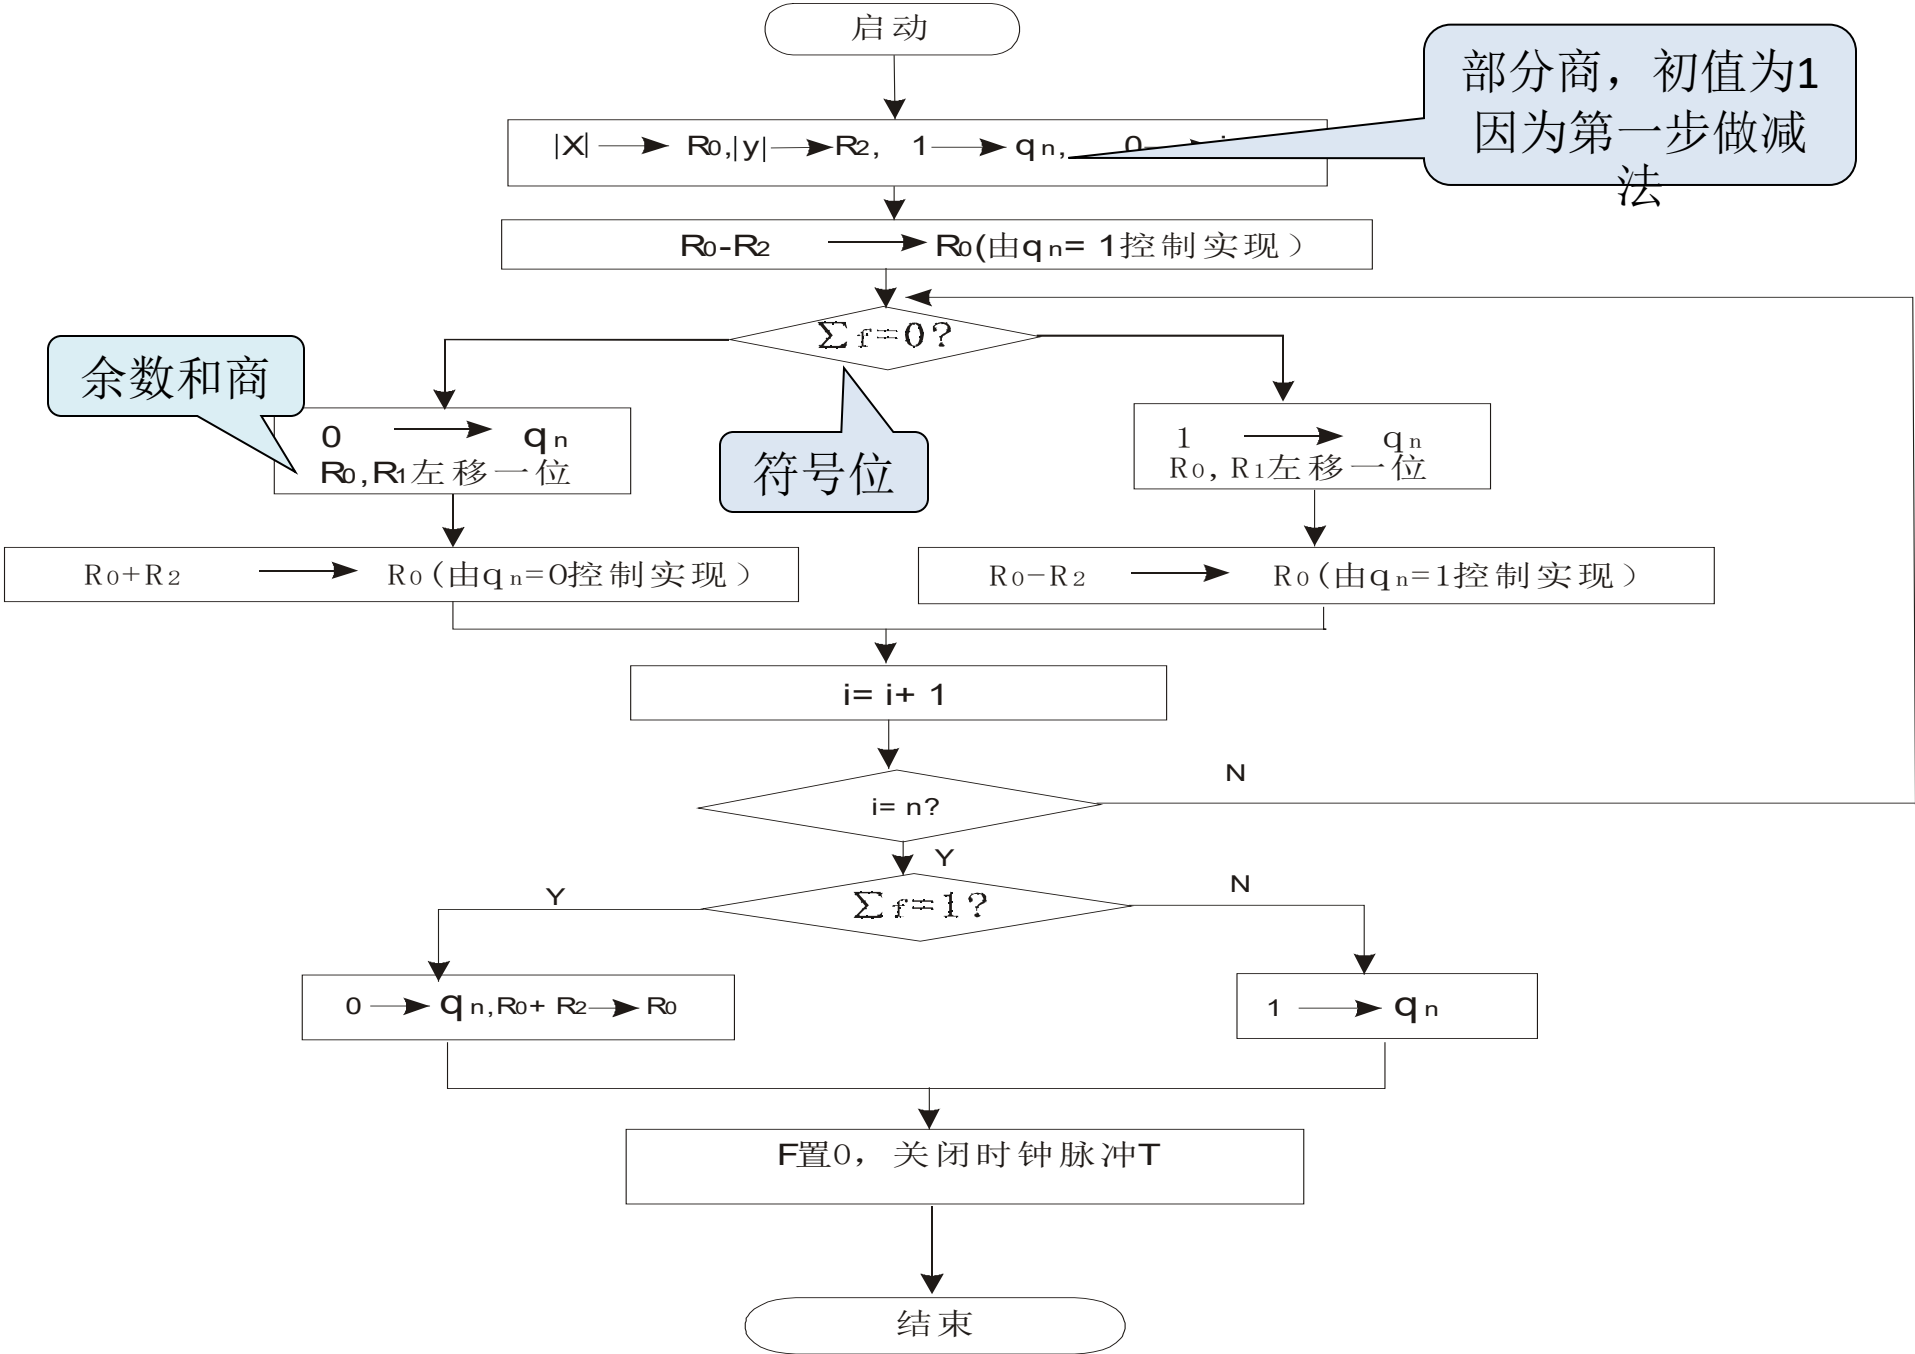 启动
部分商，初值为1
因为第一步做减
法
|X| → R0,|y| → R2, 1 → qn, 0
R0-R2 → R0(由qn= 1控制实现）
∑f=0?
余数和商
0 → qn
R0,R1左移一位
符号位
1 → qn
R0, R1左移一位
R0+R2 → R0 (由qn=0控制实现）
R0-R2 → R0 (由qn=1控制实现）
i= i+ 1
N
i= n?
Y
Y
∑f=1?
N
0 → qn,R0+ R2 → R0
1 → qn
F置0，关闭时钟脉冲T
结束